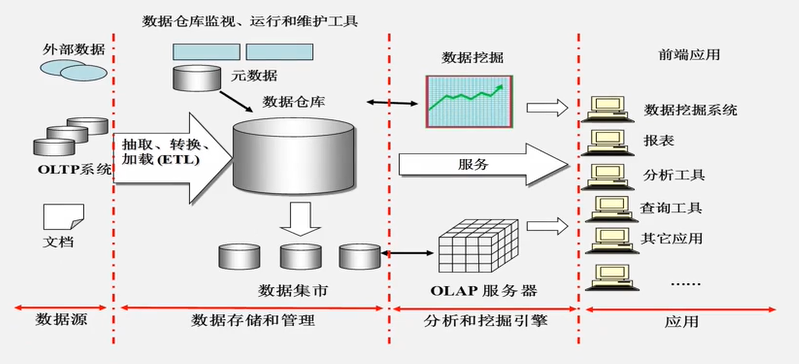 数据仓库监视、运行和维护工具
外部数据
元数据
数据仓库
数据挖掘
前端应用
OLTP系统
抽取、转换、
加载(ETL)
服务
数据挖掘系统
报表
分析工具
查询工具
其它应用
……
文档
数据集市
OLAP 服务器
数据源
数据存储和管理
分析和挖掘引擎
应用